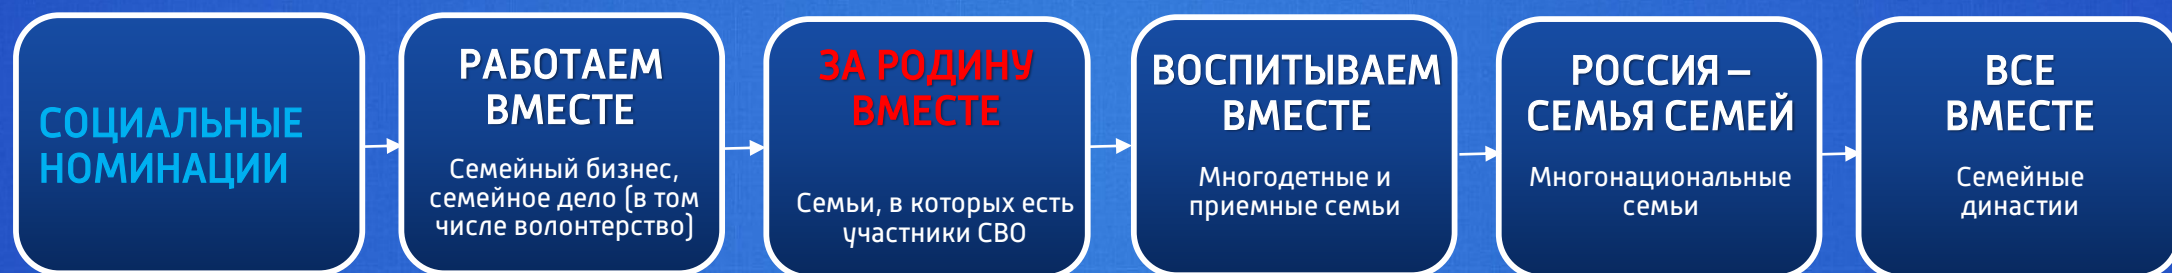 СОЦИАЛЬНЫЕ
НОМИНАЦИИ
РАБОТАЕМ
ВМЕСТЕ
Семейный бизнес,
семейное дело (в том
числе волонтерство)
ЗА РОДИНУ
ВМЕСТЕ
Семьи, в которых есть
участники СВО
ВОСПИТЫВАЕМ
ВМЕСТЕ
Многодетные и
приемные семьи
РОССИЯ –
СЕМЬЯ СЕМЕЙ
Многонациональные
семьи
ВСЕ
ВМЕСТЕ
Семейные
династии